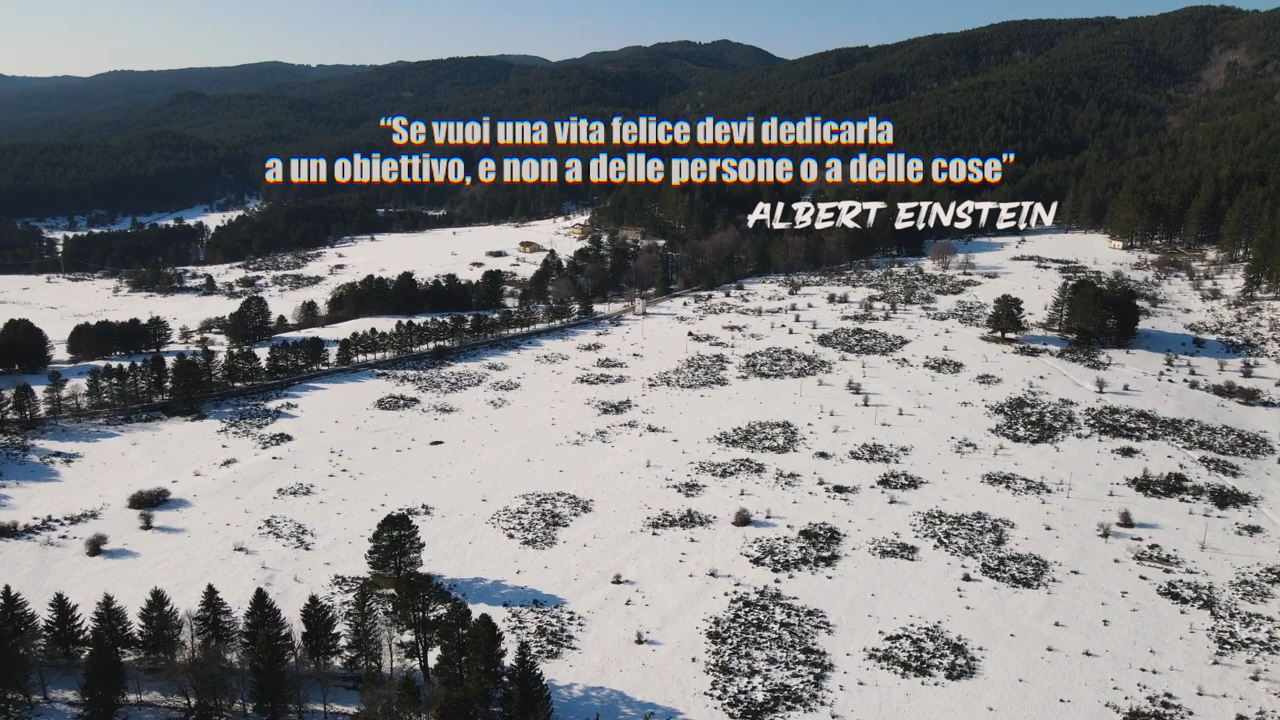 “Se vuoi una vita felice devi dedicarla
a un obiettivo, e non a delle persone o a delle cose”
ALBERT EINSTEIN